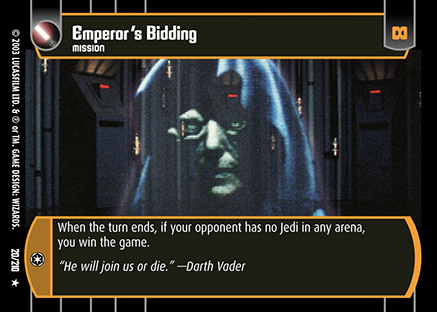 Emperor's Bidding
MISSION
When the turn ends, if your opponent has no Jedi in any arena,
you win the game.
"He will join us or die." —Darth Vader
© 2003 LUCASFILM LTD. & ® or TM. GAME DESIGN: WIZARDS.
20/210